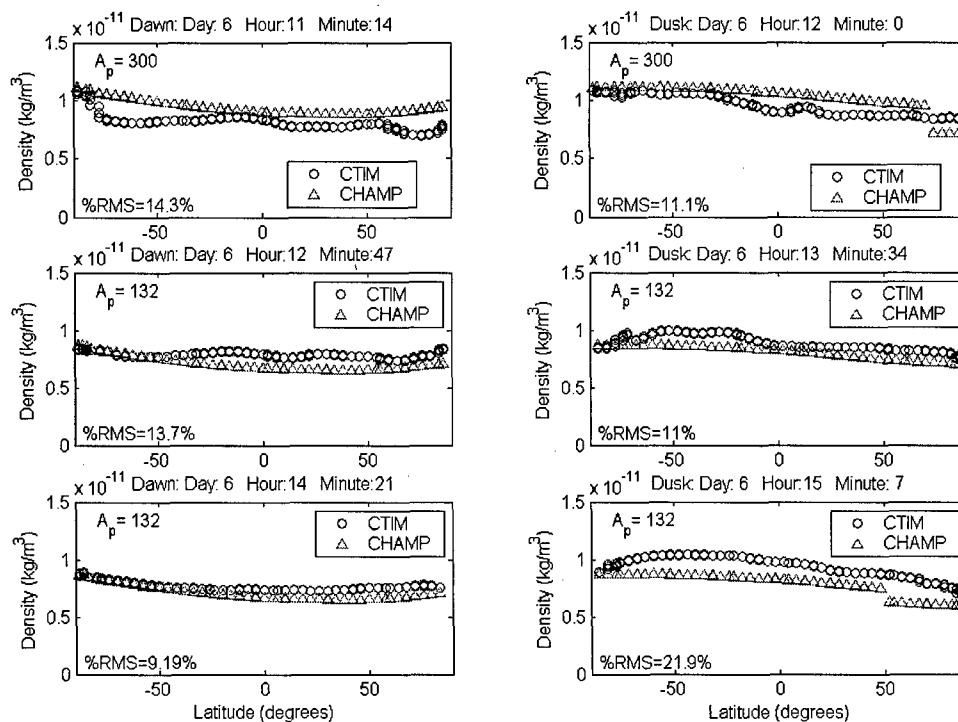 x 10^-11 Dawn: Day: 6 Hour:11 Minute:14
1.5
1
0.5
0
Density (kg/m^3)
A_p = 300
CTIM
CHAMP
%RMS=14.3%
-50 0 50
x 10^-11 Dusk: Day: 6 Hour:12 Minute: 0
1.5
1
0.5
0
Density (kg/m^3)
A_p = 300
CTIM
CHAMP
%RMS=11.1%
-50 0 50
x 10^-11 Dawn: Day: 6 Hour:12 Minute:47
1.5
1
0.5
0
Density (kg/m^3)
A_p = 132
CTIM
CHAMP
%RMS=13.7%
-50 0 50
x 10^-11 Dusk: Day: 6 Hour:13 Minute:34
1.5
1
0.5
0
Density (kg/m^3)
A_p = 132
CTIM
CHAMP
%RMS=11%
-50 0 50
x 10^-11 Dawn: Day: 6 Hour:14 Minute:21
1.5
1
0.5
0
Density (kg/m^3)
A_p = 132
CTIM
CHAMP
%RMS=9.19%
-50 0 50
Latitude (degrees)
x 10^-11 Dusk: Day: 6 Hour:15 Minute: 7
1.5
1
0.5
0
Density (kg/m^3)
A_p = 132
CTIM
CHAMP
%RMS=21.9%
-50 0 50
Latitude (degrees)